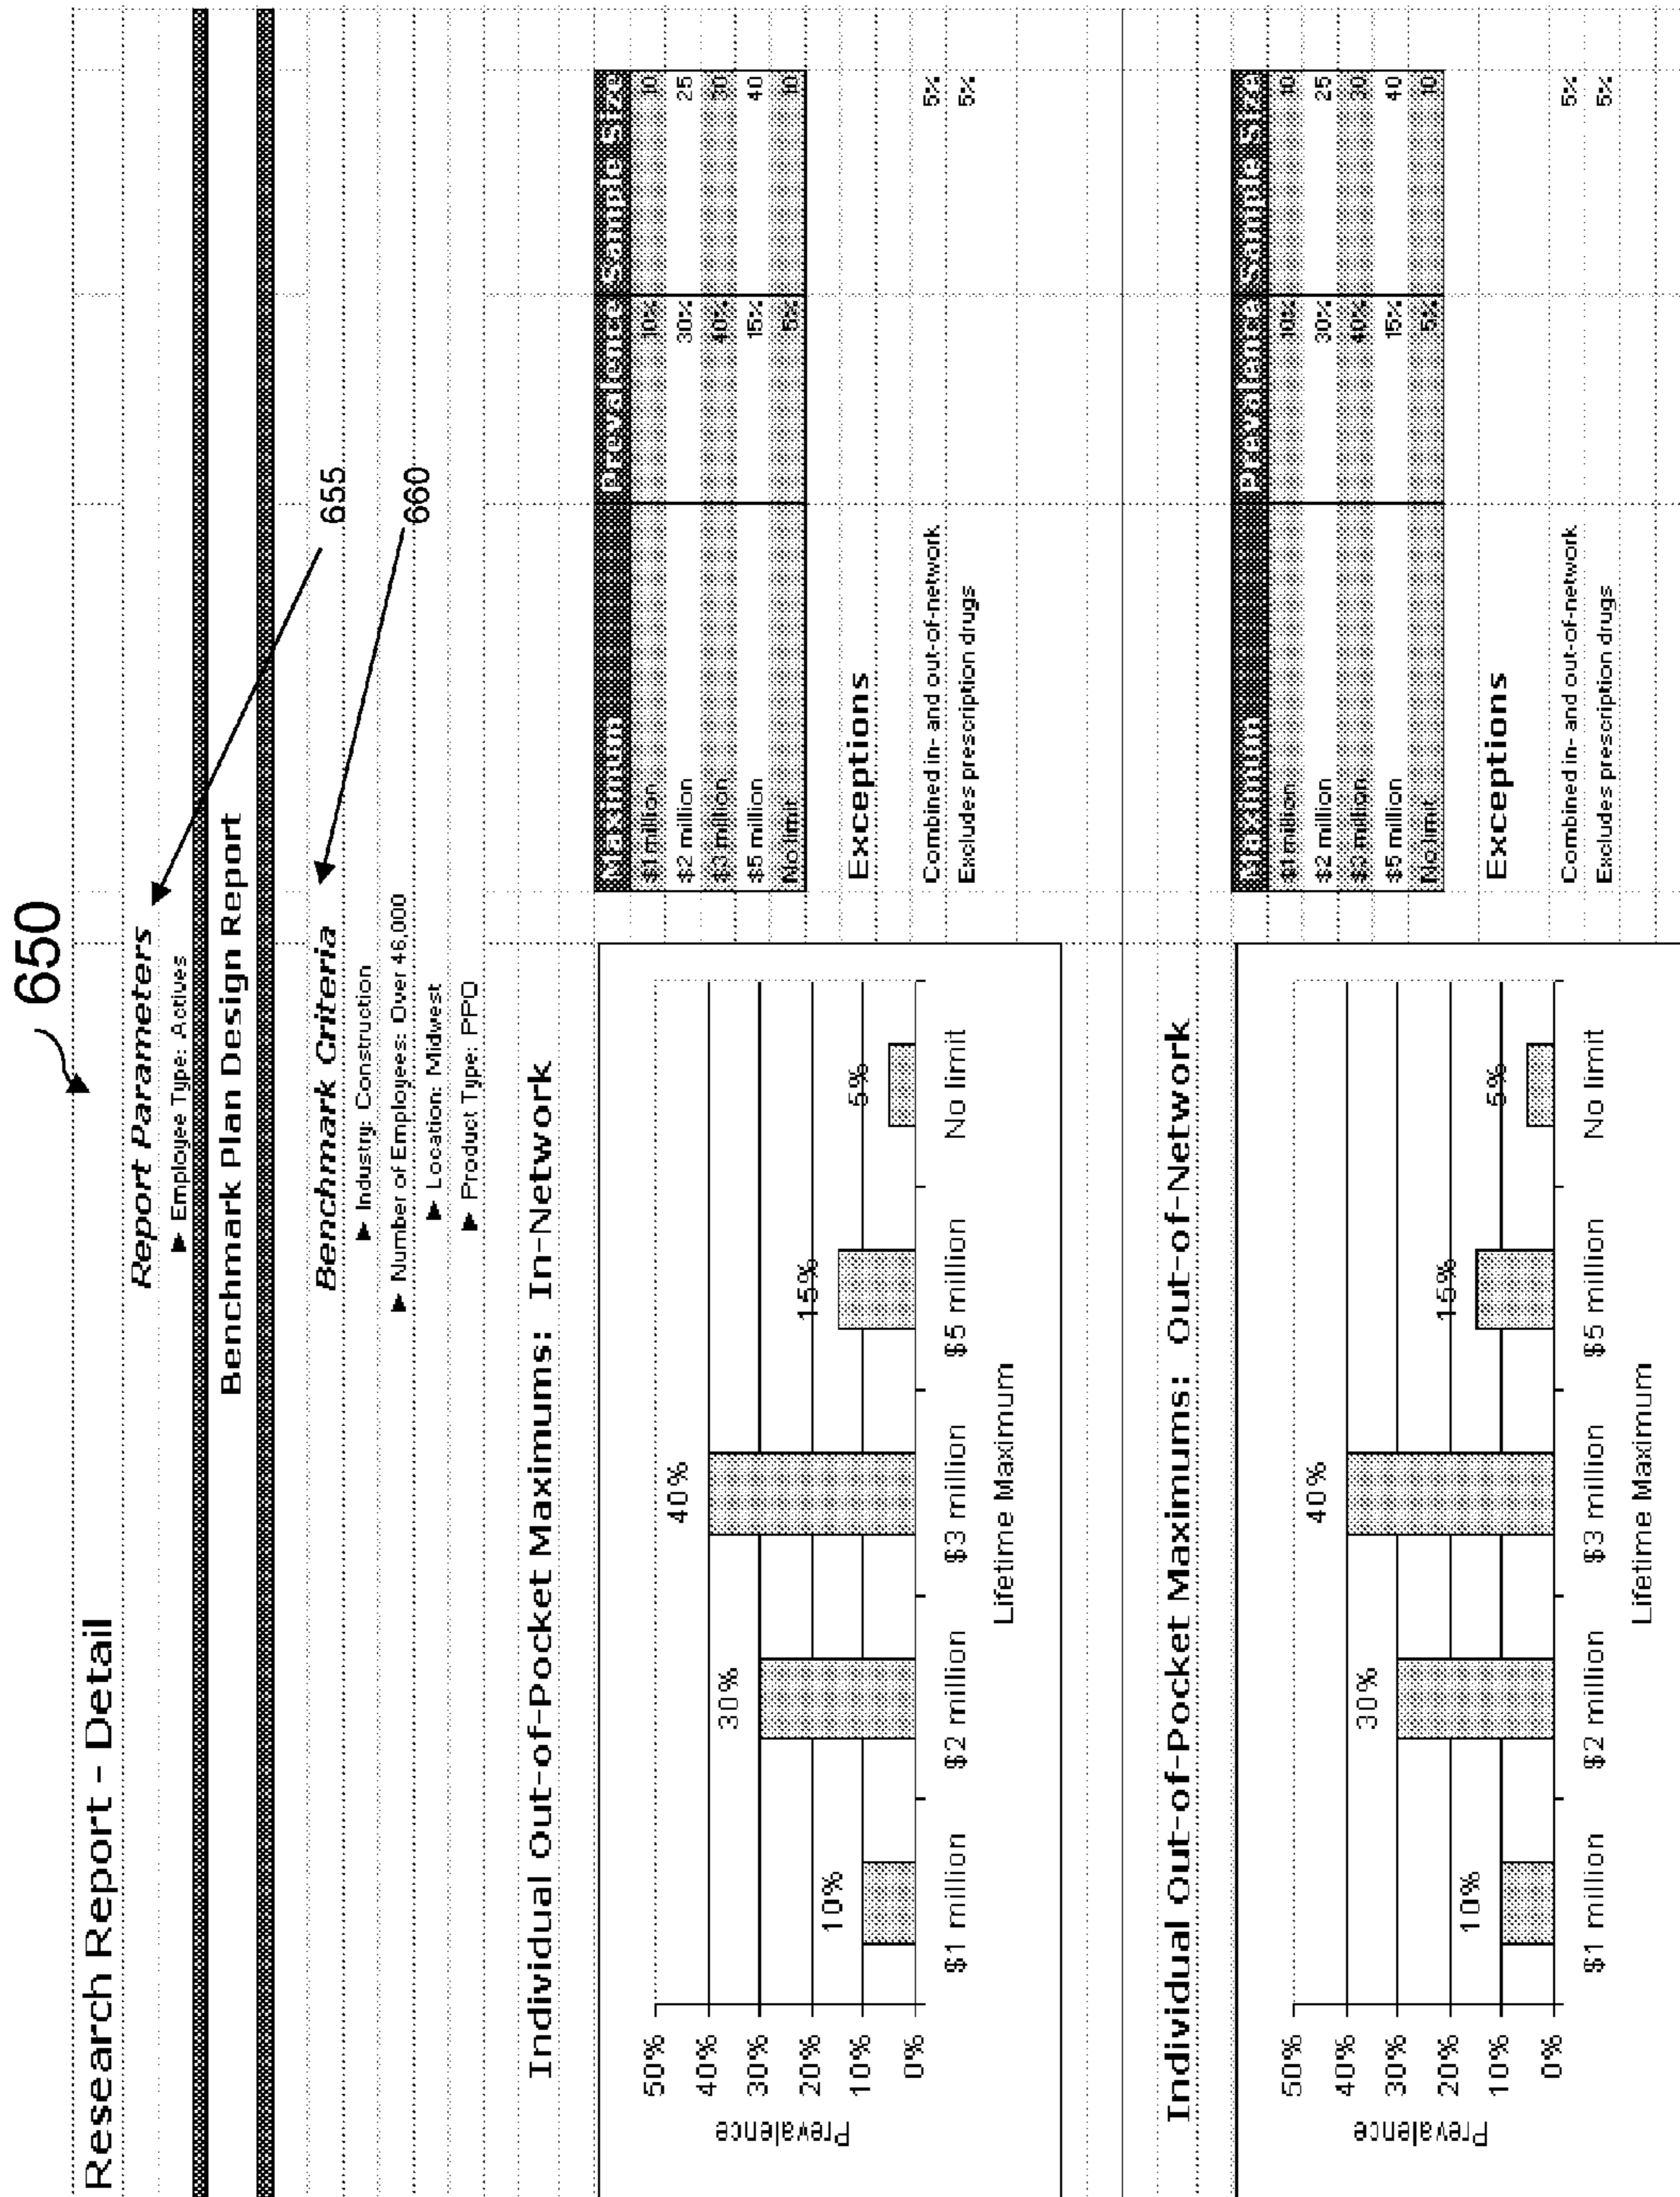 650
Research Report - Detail
Report Parameters
► Employee Type: Actives
655
Benchmark Plan Design Report
Benchmark Criteria
► Industry: Construction
► Number of Employees: Over 46,000
► Location: Midwest
► Product Type: PPO
660
Individual Out-of-Pocket Maximums: In-Network
Prevalence
50%
40%
30%
20%
10%
0%
10%
30%
40%
15%
5%
$1 million $2 million $3 million $5 million No limit
Lifetime Maximum
Maximum Prevalence Sample Size
$1 million 10% 10
$2 million 30% 25
$3 million 40% 30
$5 million 15% 40
No limit 5% 10
Exceptions
Combined in- and out-of-network 5%
Excludes prescription drugs 5%
Individual Out-of-Pocket Maximums: Out-of-Network
Prevalence
50%
40%
30%
20%
10%
0%
10%
30%
40%
15%
5%
$1 million $2 million $3 million $5 million No limit
Lifetime Maximum
Maximum Prevalence Sample Size
$1 million 10% 10
$2 million 30% 25
$3 million 40% 30
$5 million 15% 40
No limit 5% 10
Exceptions
Combined in- and out-of-network 5%
Excludes prescription drugs 5%